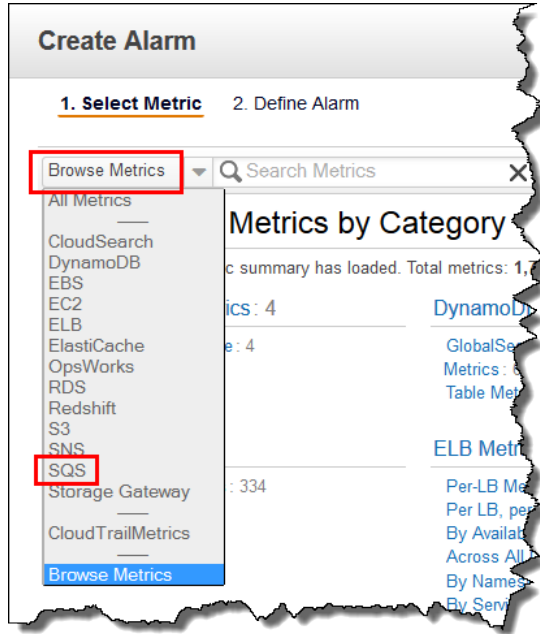 Create Alarm
1. Select Metric 2. Define Alarm
Browse Metrics Search Metrics
All Metrics
CloudSearch
DynamoDB
EBS
EC2
ELB
ElastiCache
OpsWorks
RDS
Redshift
S3
SNS
SQS
Storage Gateway
CloudTrailMetrics
Browse Metrics
Metrics by Category
c summary has loaded. Total metrics: 1,
ics : 4
e : 4
: 334
DynamoD
GlobalSe
Metrics :
Table Met
ELB Metr
Per-LB Me
Per LB, per
By Availab
Across All
By Names
By Servi